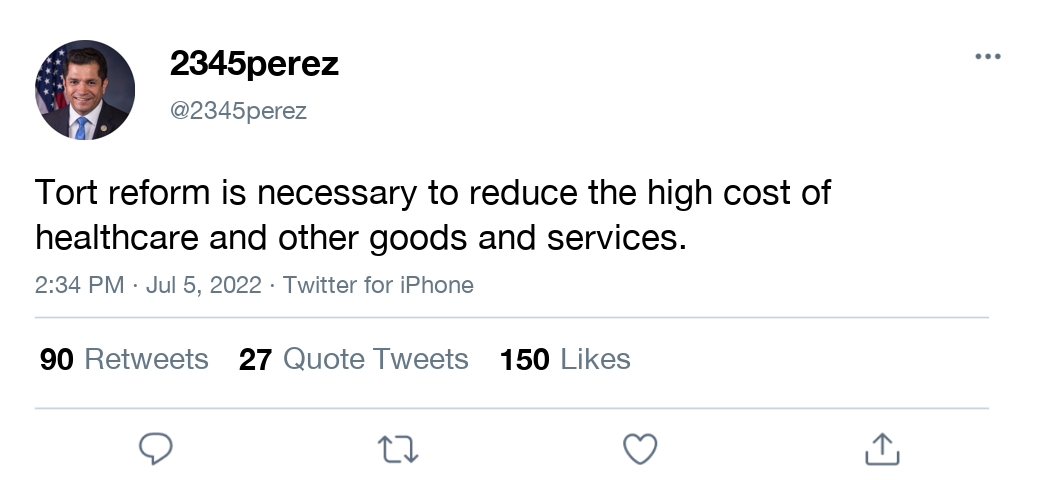 2345perez
@2345perez
Tort reform is necessary to reduce the high cost of
healthcare and other goods and services.
2:34 PM · Jul 5, 2022 · Twitter for iPhone
90 Retweets 27 Quote Tweets 150 Likes